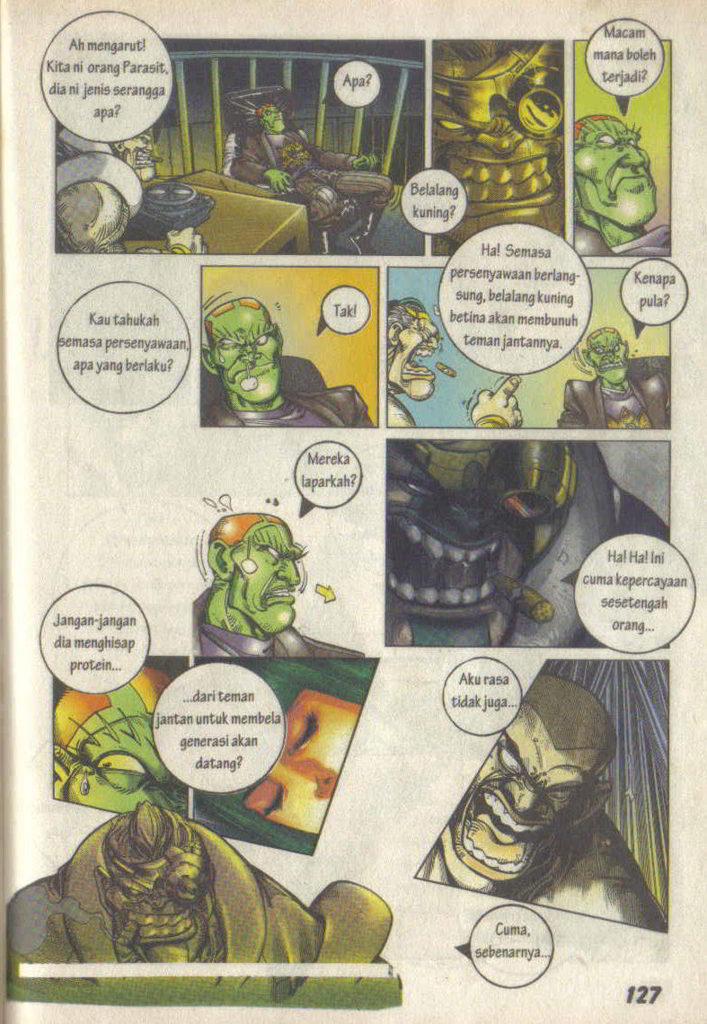 Ah mengarut!
Kita ni orang Parasit,
dia ni jenis serangga
apa?
Apa?
Belalang
kuning?
Macam
mana boleh
terjadi?
Kau tahukah
semasa persenyawaan,
apa yang berlaku?
Tak!
Ha! Semasa
persenyawaan berlang-
sung, belalang kuning
betina akan membunuh
teman jantannya.
Kenapa
pula?
Mereka
laparkah?
Ha! Ha! Ini
cuma kepercayaan
sesetengah
orang...
Jangan-jangan
dia menghisap
protein...
...dari teman
jantan untuk membela
generasi akan
datang?
Aku rasa
tidak juga...
Cuma,
sebenarnya...
127